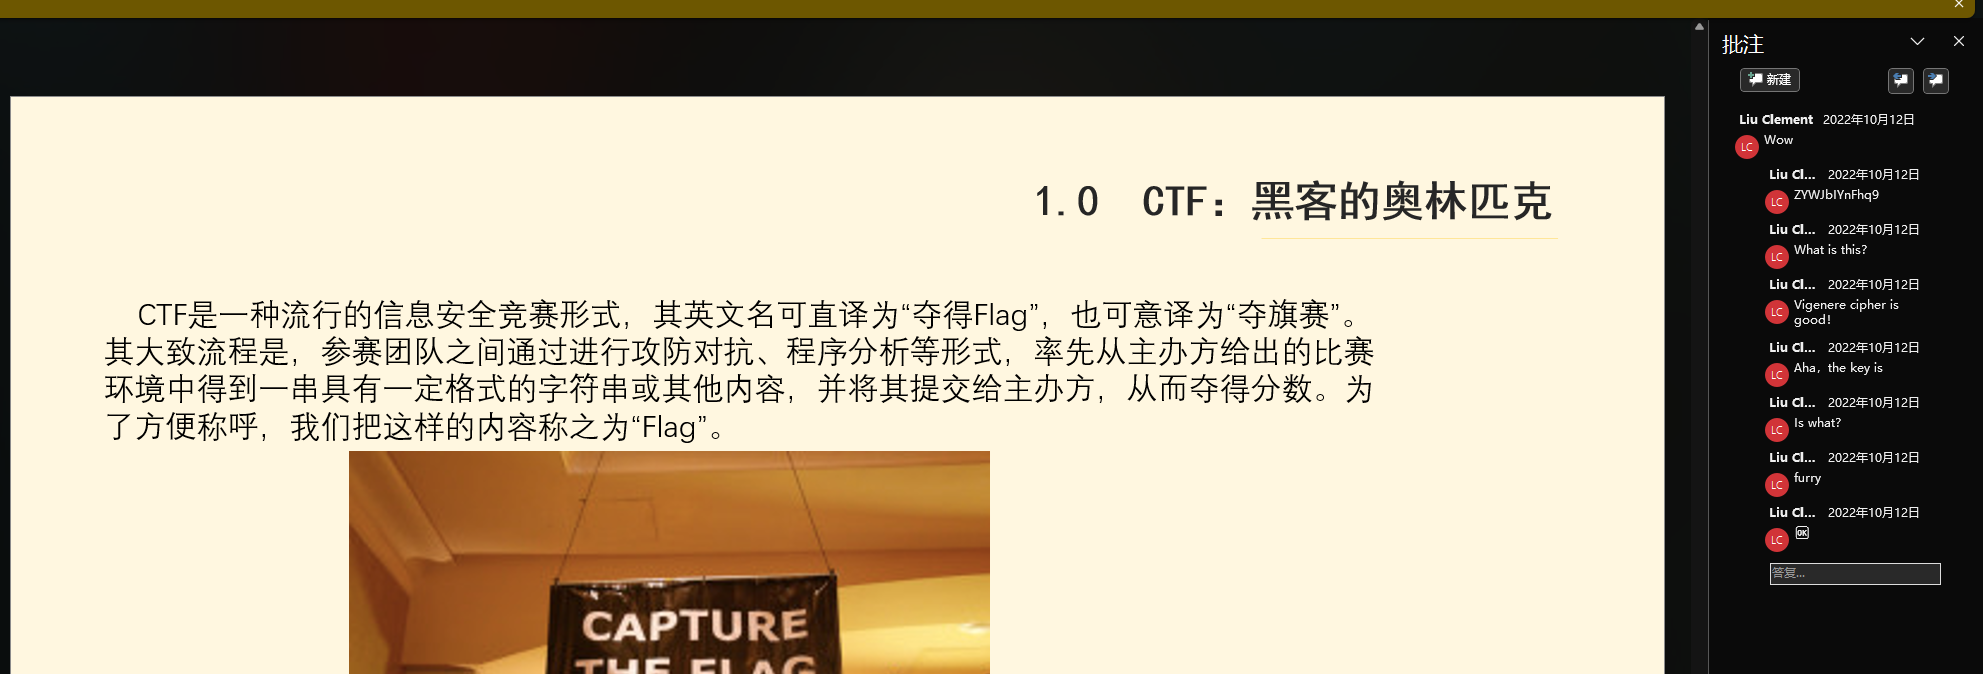 1.0 CTF：黑客的奥林匹克
CTF是一种流行的信息安全竞赛形式，其英文名可直译为“夺得Flag”，也可意译为“夺旗赛”。
其大致流程是，参赛团队之间通过进行攻防对抗、程序分析等形式，率先从主办方给出的比赛
环境中得到一串具有一定格式的字符串或其他内容，并将其提交给主办方，从而夺得分数。为
了方便称呼，我们把这样的内容称之为“Flag”。
CAPTURE
THE FLAG
批注
新建
Liu Clement 2022年10月12日
LC Wow
Liu Cl... 2022年10月12日
LC ZYWJbIYnFhq9
Liu Cl... 2022年10月12日
LC What is this?
Liu Cl... 2022年10月12日
LC Vigenere cipher is
good!
Liu Cl... 2022年10月12日
LC Aha，the key is
Liu Cl... 2022年10月12日
LC Is what?
Liu Cl... 2022年10月12日
LC furry
Liu Cl... 2022年10月12日
LC 🆗
答复...